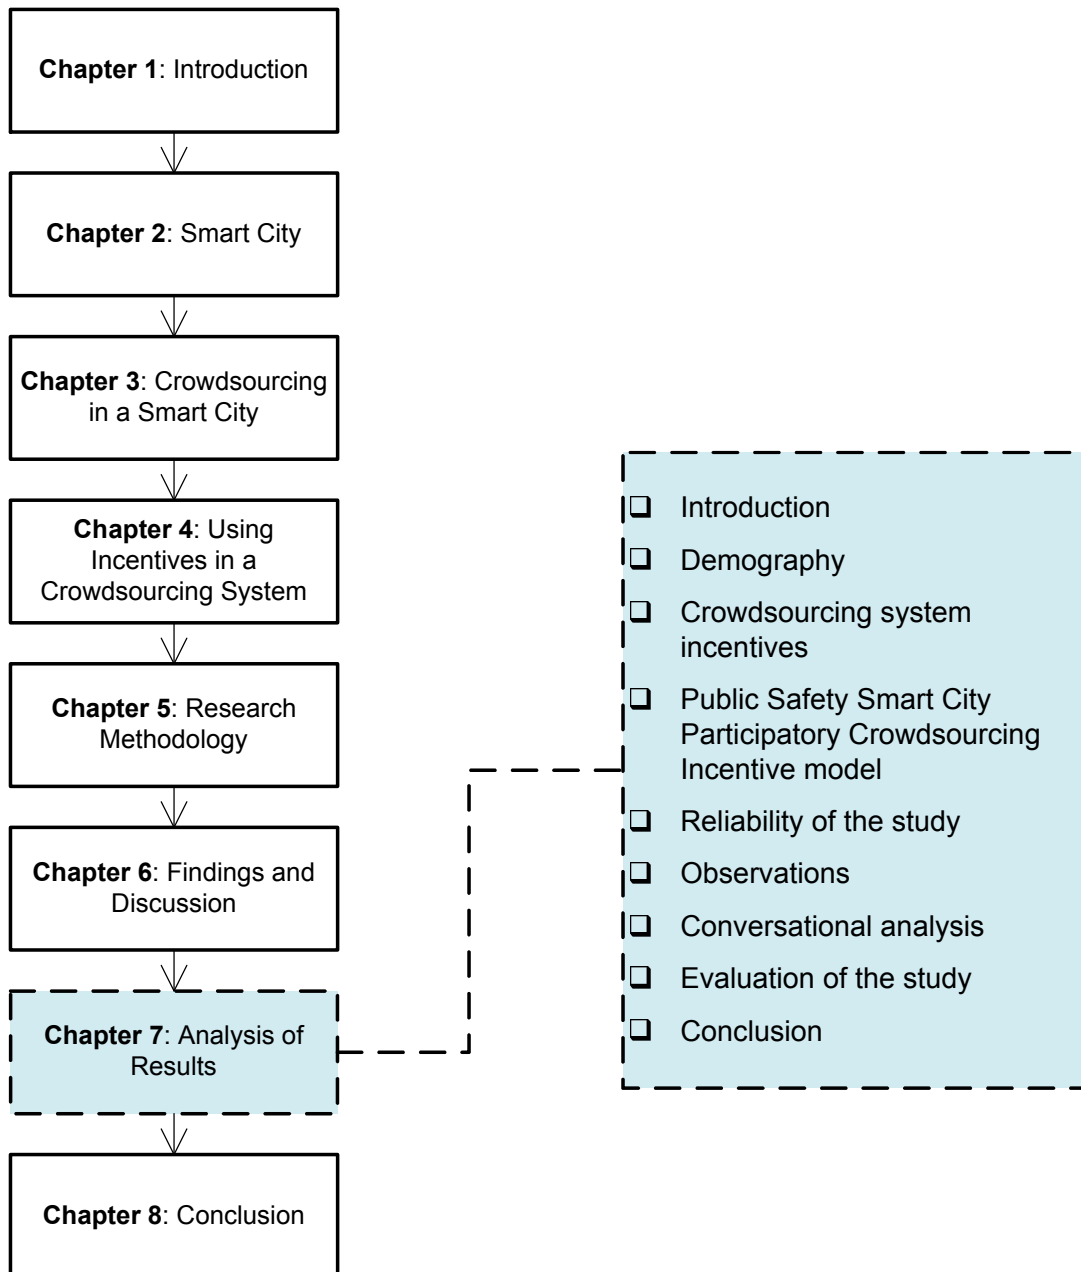 Chapter 1: Introduction
Chapter 2: Smart City
Chapter 3: Crowdsourcing
in a Smart City
Chapter 4: Using
Incentives in a
Crowdsourcing System
Chapter 5: Research
Methodology
Chapter 6: Findings and
Discussion
Chapter 7: Analysis of
Results
Chapter 8: Conclusion
❑ Introduction
❑ Demography
❑ Crowdsourcing system
incentives
❑ Public Safety Smart City
Participatory Crowdsourcing
Incentive model
❑ Reliability of the study
❑ Observations
❑ Conversational analysis
❑ Evaluation of the study
❑ Conclusion